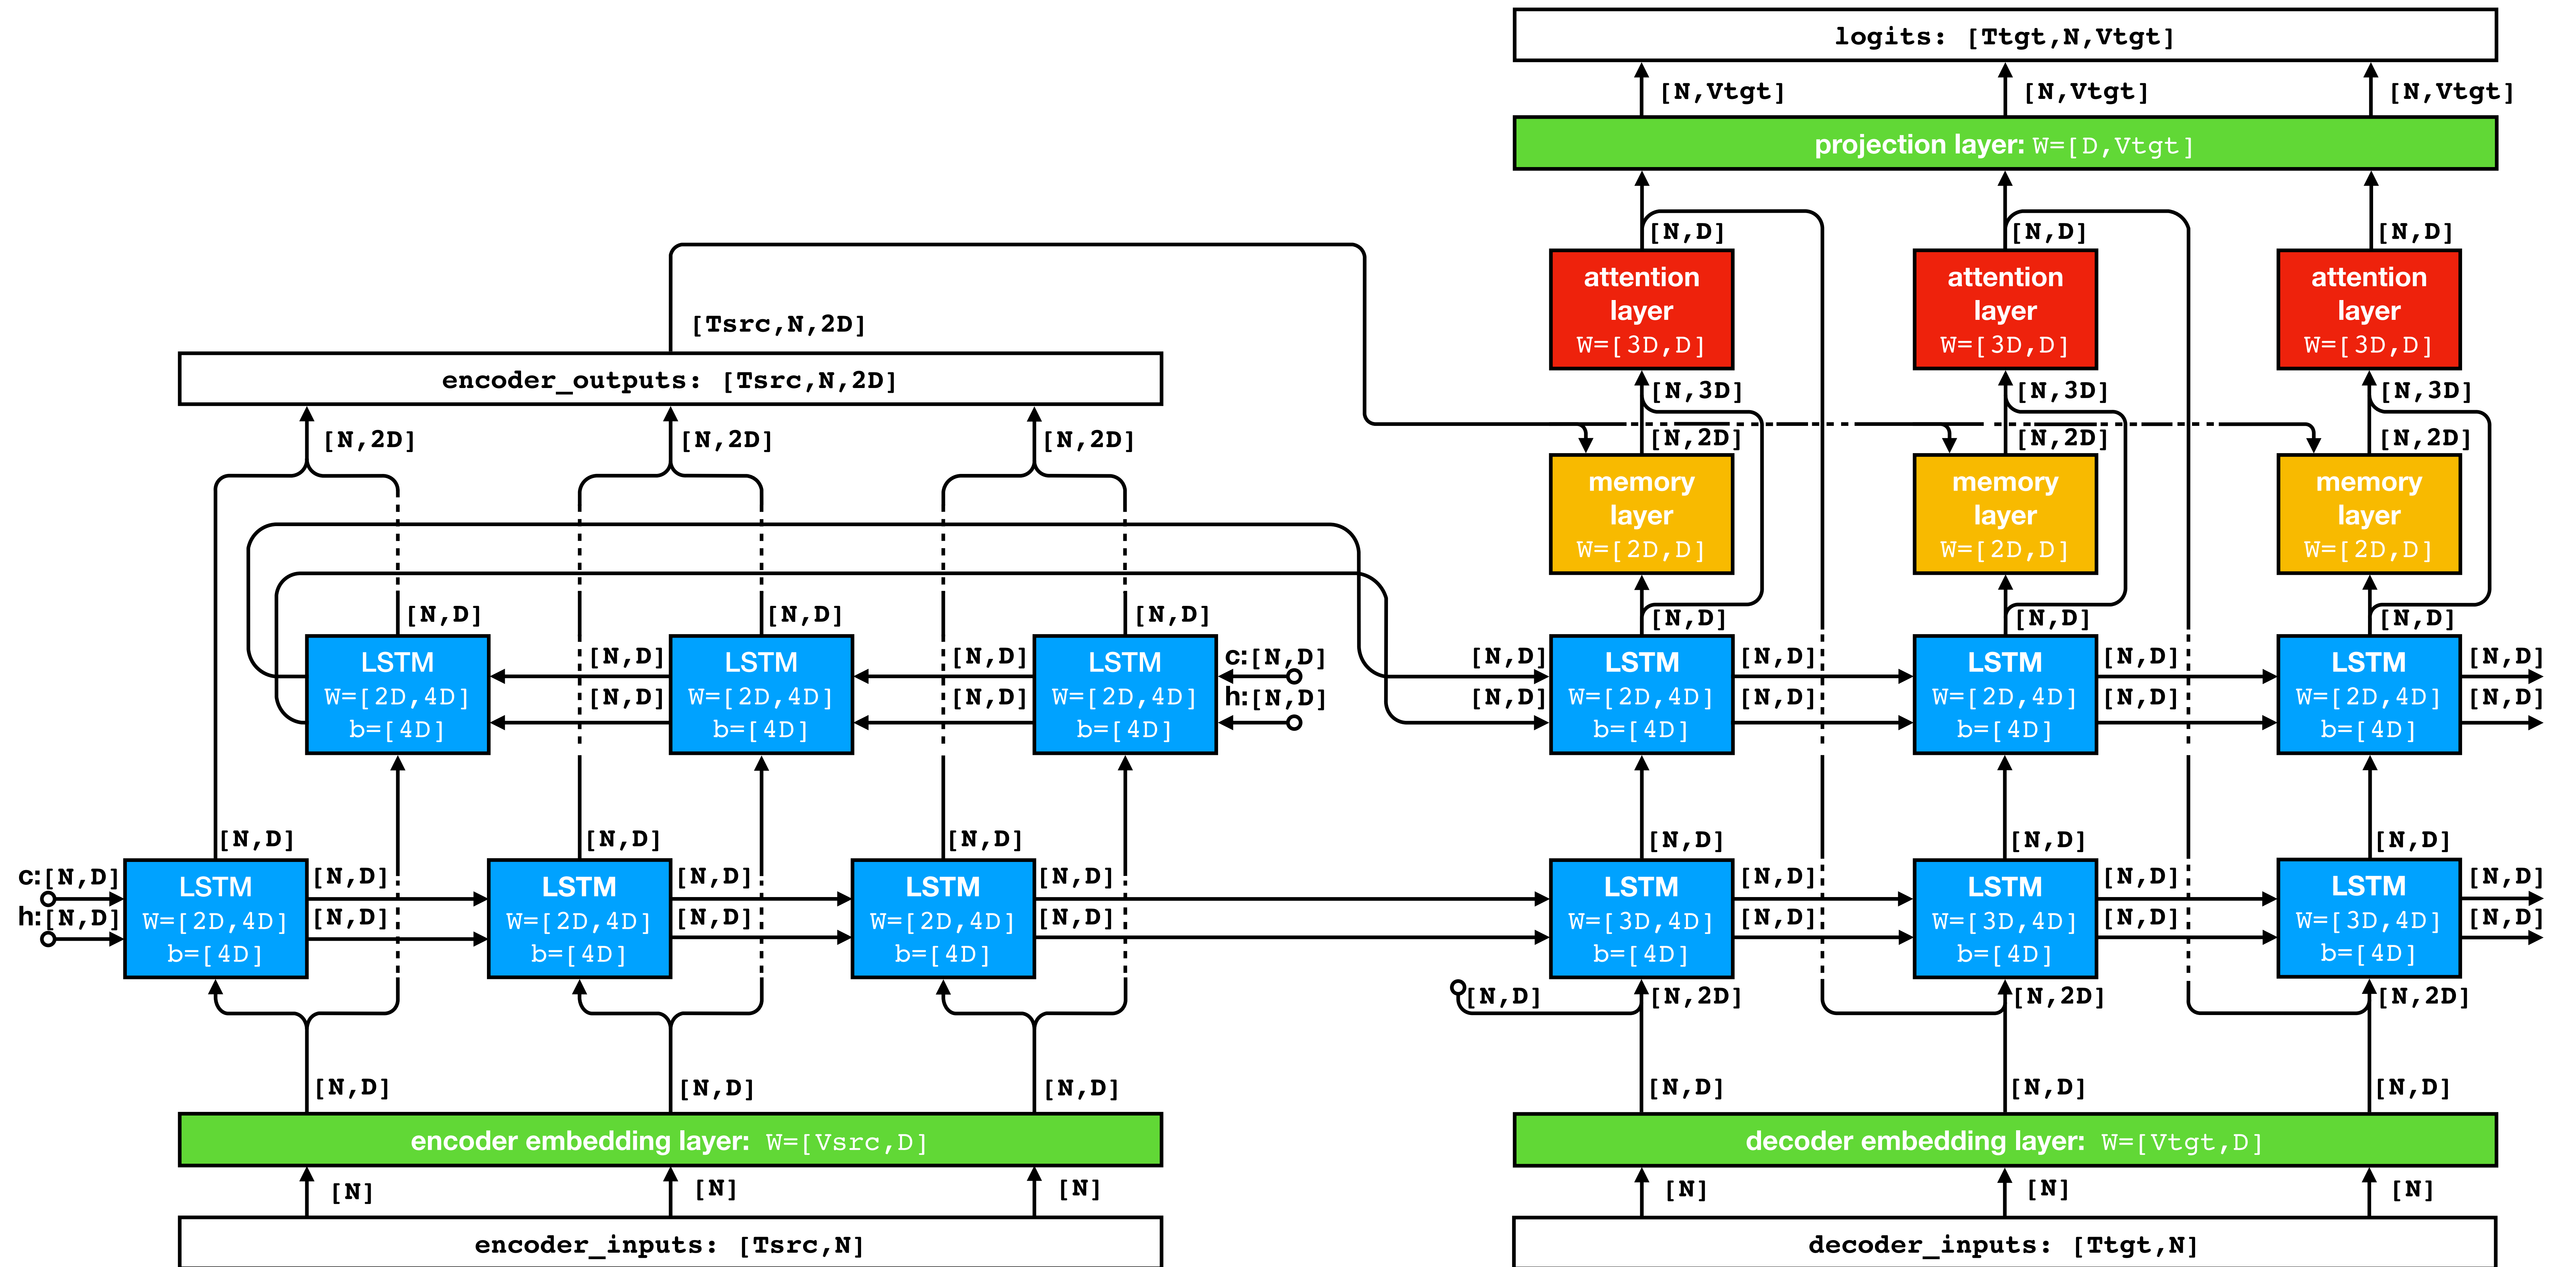 logits: [Ttgt,N,Vtgt]
[N,Vtgt] [N,Vtgt] [N,Vtgt]
projection layer: W=[D,Vtgt]
[N,D] [N,D] [N,D]
attention layer W=[3D,D]
attention layer W=[3D,D]
attention layer W=[3D,D]
[Tsrc,N,2D]
encoder_outputs: [Tsrc,N,2D]
[N,3D] [N,3D] [N,3D]
[N,2D] [N,2D] [N,2D]
[N,2D] [N,2D] [N,2D]
memory layer W=[2D,D]
memory layer W=[2D,D]
memory layer W=[2D,D]
[N,D] [N,D] [N,D]
[N,D] [N,D] [N,D]
LSTM W=[2D,4D] b=[4D]
[N,D]
[N,D]
LSTM W=[2D,4D] b=[4D]
[N,D]
[N,D]
LSTM W=[2D,4D] b=[4D]
c:[N,D]
h:[N,D]
[N,D]
[N,D]
LSTM W=[2D,4D] b=[4D]
[N,D]
[N,D]
LSTM W=[2D,4D] b=[4D]
[N,D]
[N,D]
LSTM W=[2D,4D] b=[4D]
[N,D]
[N,D]
[N,D] [N,D] [N,D]
[N,D] [N,D] [N,D]
c:[N,D]
h:[N,D]
LSTM W=[2D,4D] b=[4D]
[N,D]
[N,D]
LSTM W=[2D,4D] b=[4D]
[N,D]
[N,D]
LSTM W=[2D,4D] b=[4D]
[N,D]
[N,D]
LSTM W=[3D,4D] b=[4D]
[N,D]
[N,D]
LSTM W=[3D,4D] b=[4D]
[N,D]
[N,D]
LSTM W=[3D,4D] b=[4D]
[N,D]
[N,D]
[N,D] [N,2D] [N,2D] [N,2D]
[N,D] [N,D] [N,D]
[N,D] [N,D] [N,D]
encoder embedding layer: W=[Vsrc,D]
decoder embedding layer: W=[Vtgt,D]
[N] [N] [N]
[N] [N] [N]
encoder_inputs: [Tsrc,N]
decoder_inputs: [Ttgt,N]